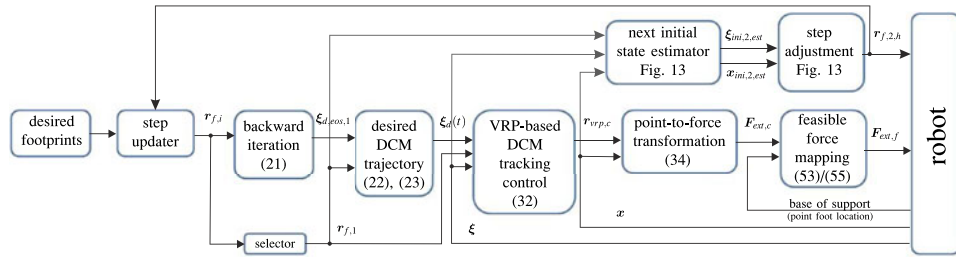 desired
footprints
step
updater
r_{f,i}
backward
iteration
(21)
ξ_{d,eos,1}
desired
DCM
trajectory
(22), (23)
ξ_d(t)
VRP-based
DCM
tracking
control
(32)
r_{vrp,c}
point-to-force
transformation
(34)
F_{ext,c}
feasible
force
mapping
(53)/(55)
F_{ext,f}
robot
next initial
state estimator
Fig. 13
ξ_{ini,2,est}
x_{ini,2,est}
step
adjustment
Fig. 13
r_{f,2,h}
base of support
(point foot location)
selector
r_{f,1}
ξ
x